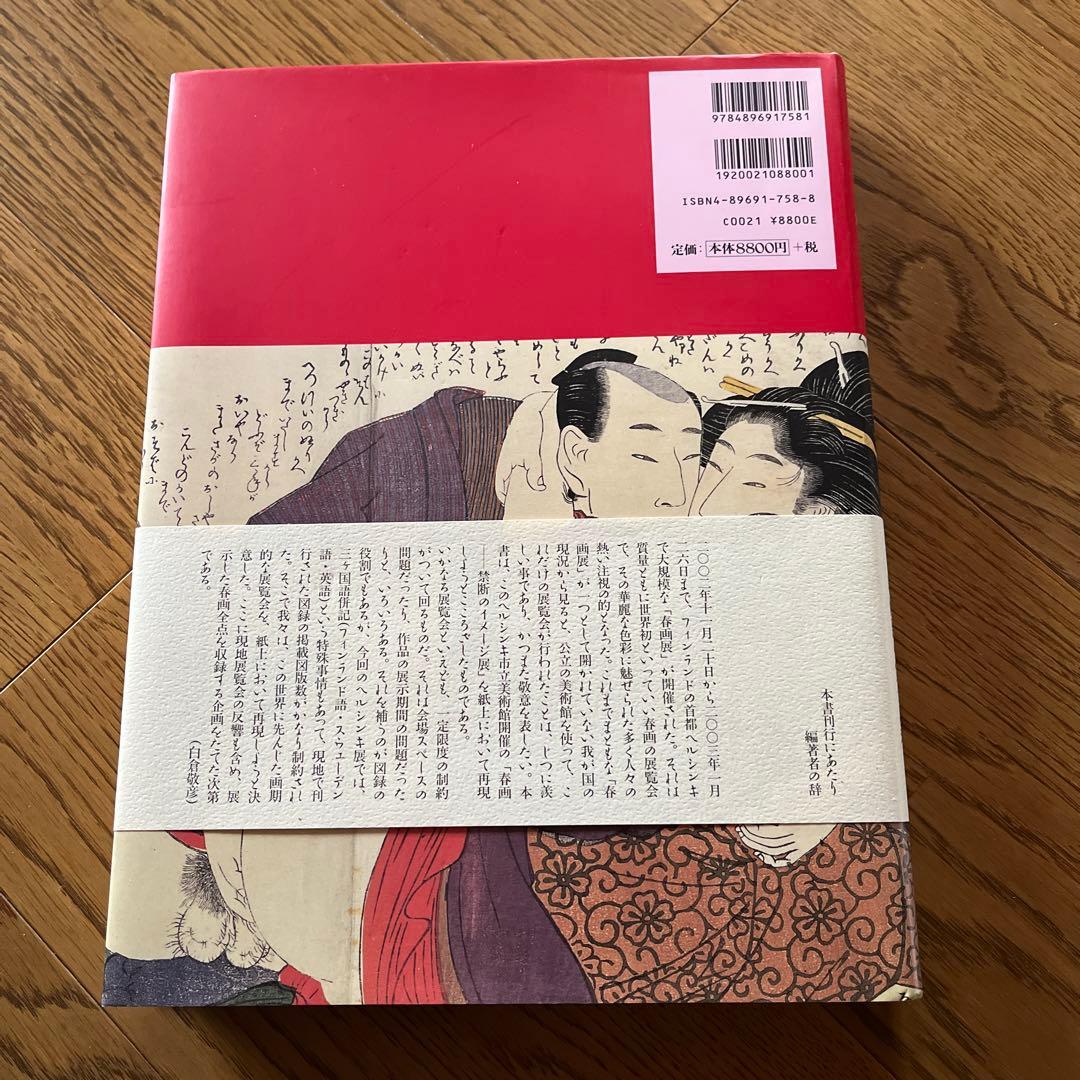 9784896917581
1920021088001
ISBN4-89691-758-8
C0021 ¥8800E
定価：本体8800円＋税
本書刊行にあたり
編著者の辞
二〇〇二年十一月二十日から二〇〇三年一月
一六日まで、フィンランドの首都ヘルシンキ
で大規模な「春画展」が開催された。それは
質量ともに世界初といっていい春画の展覧会
で、その華麗な色彩に魅せられた多く人々の
熱い注視の的となった。これまでまともな「春
画展」が一つとして開かれていない我が国の
現況から見ると、公立の美術館を使って、こ
れだけの展覧会が行われたことは、じつに羨
しい事であり、かつまた敬意を表したい。本
書は、このヘルシンキ市立美術館開催の「春画
──禁断のイメージ展」を紙上において再現
しようとこころざしたものである。
いかなる展覧会といえども、一定限度の制約
がついて回るものだ。それは会場スペースの
問題だったり、作品の展示期間の問題だった
りと、いろいろある。それを補うのが図録の
役割でもあるが、今回のヘルシンキ展では、
三ヶ国語併記(フィンランド語・スウェーデン
語・英語)という特殊事情もあって、現地で刊
行された図録の掲載図版数がかなり制約され
た。そこで我々は、この世界に先んじた画期
的な展覧会を、紙上において再現しようと決
意した。ここに現地展覧会の反響も含め、展
示した春画全点を収録する企画をたてた次第
である。
(白倉敬彦)